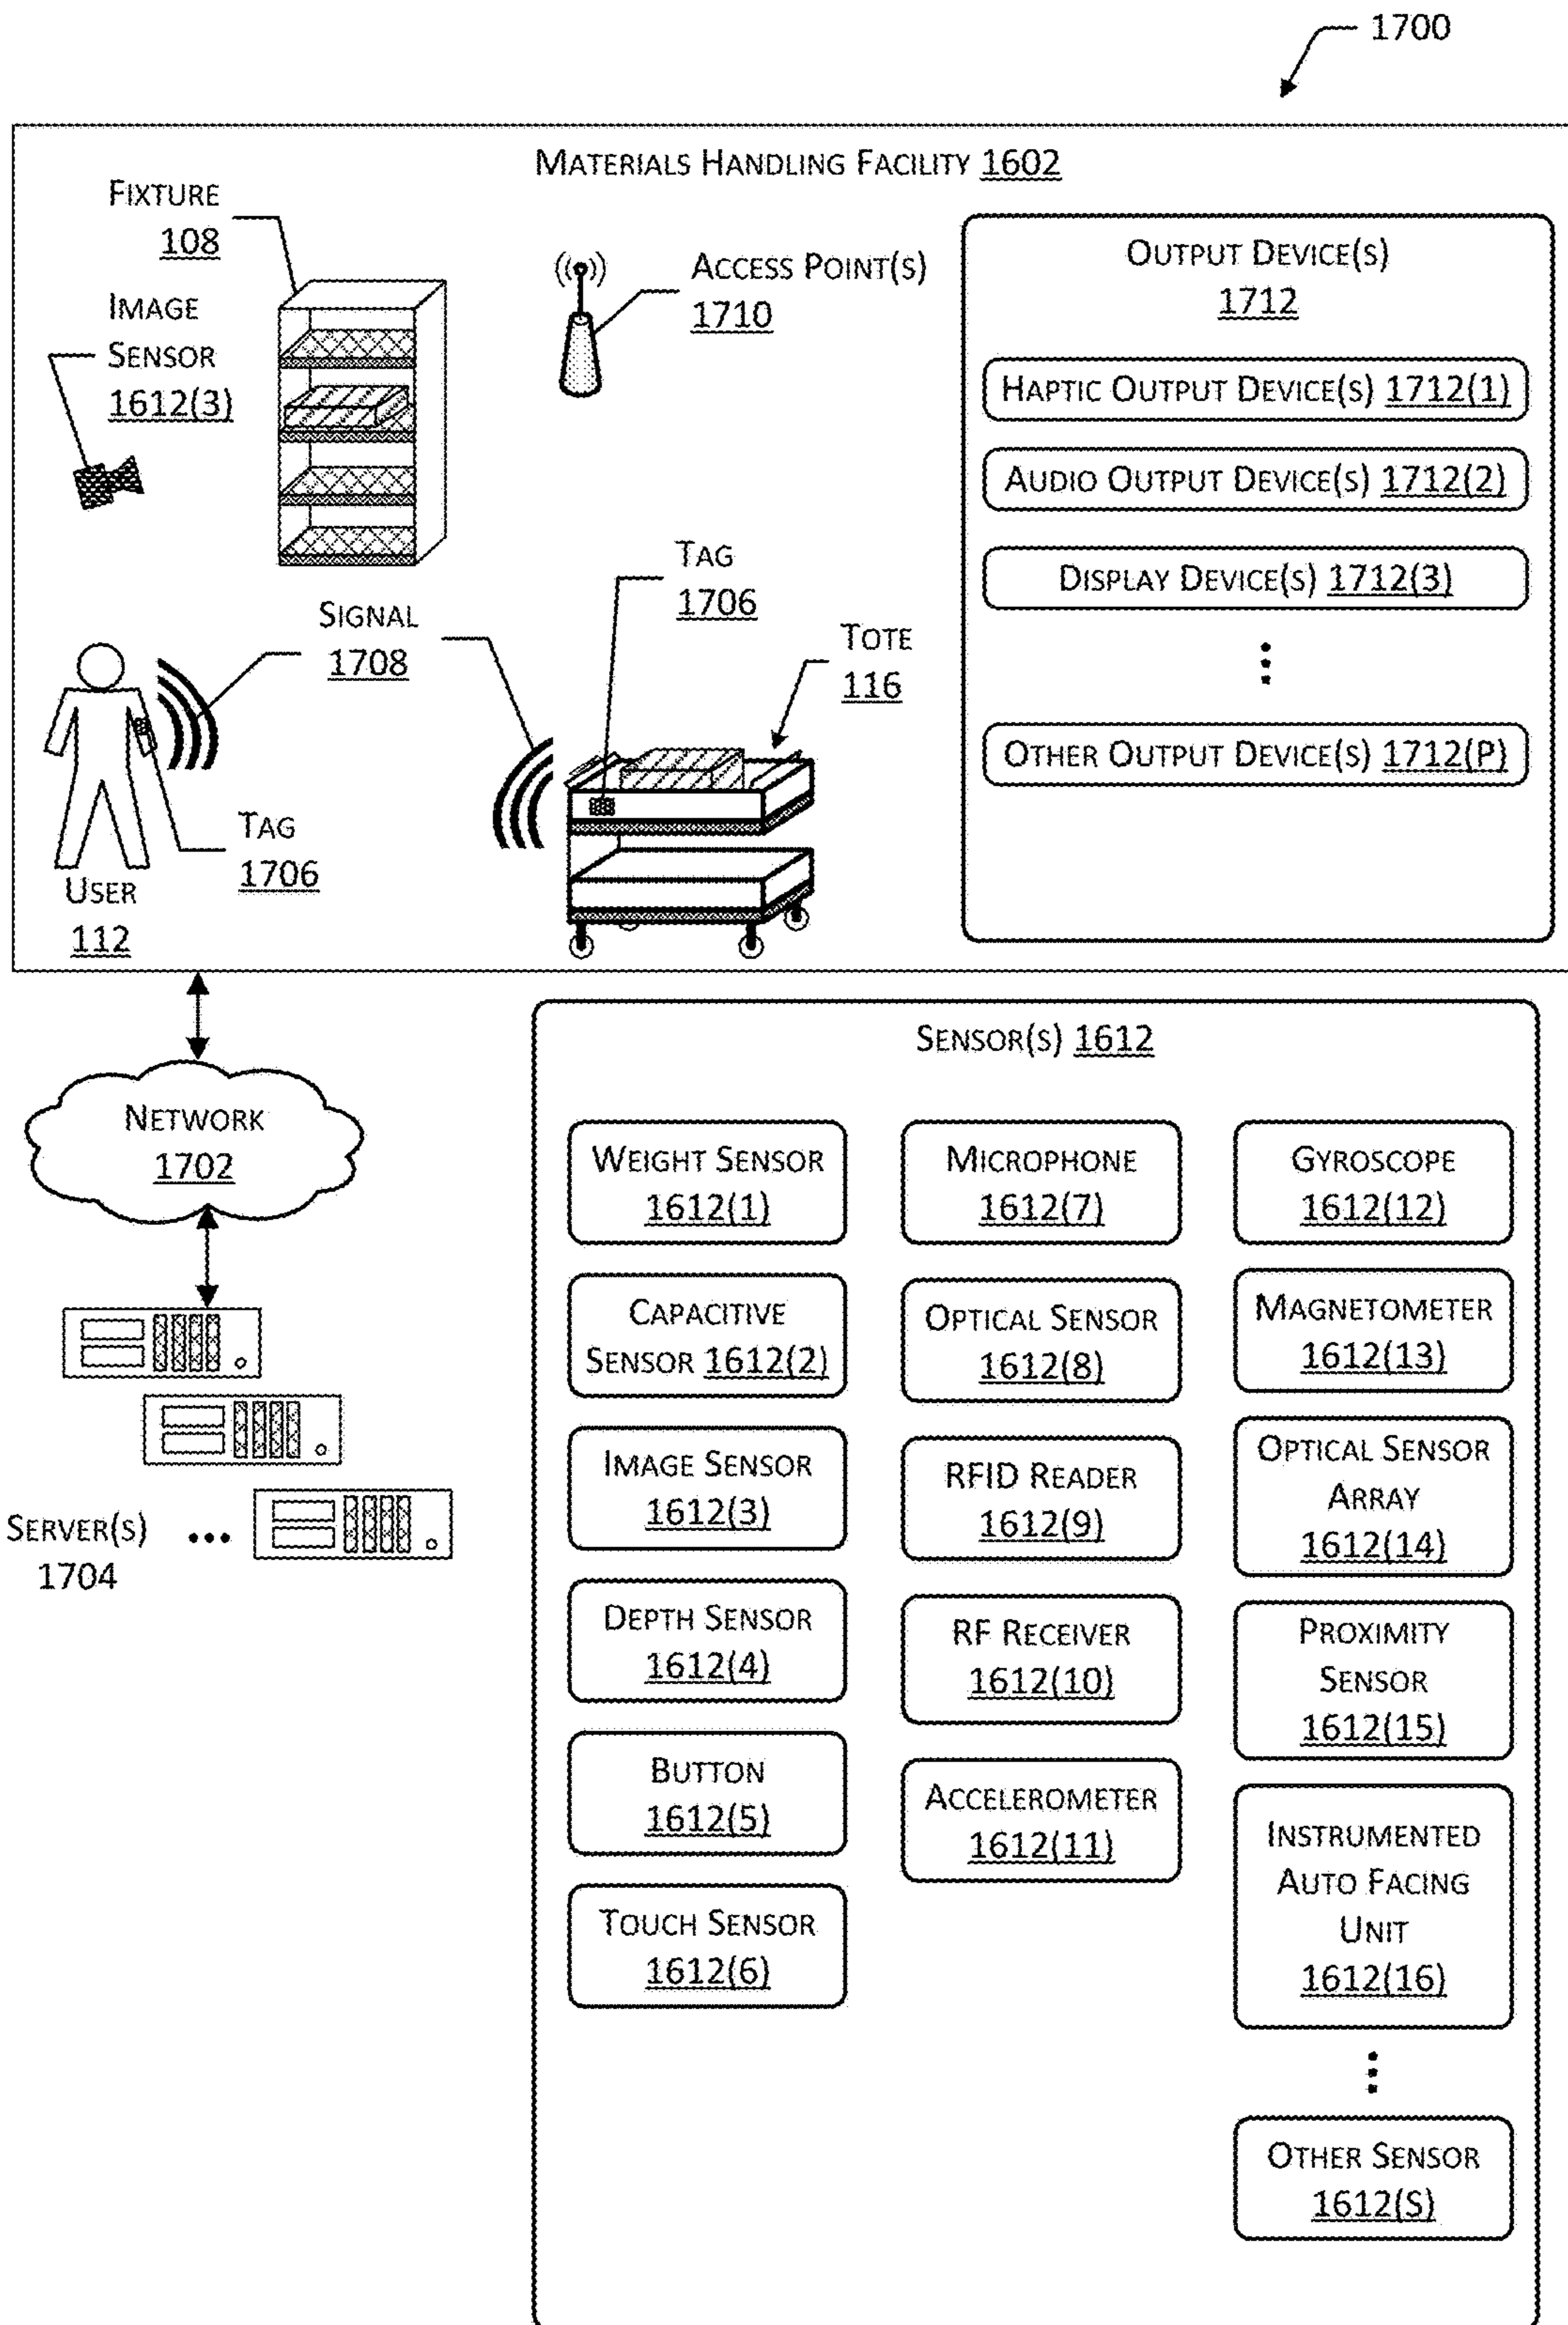 1700
MATERIALS HANDLING FACILITY 1602
FIXTURE
108
IMAGE
SENSOR
1612(3)
ACCESS POINT(S)
1710
OUTPUT DEVICE(S)
1712
HAPTIC OUTPUT DEVICE(S) 1712(1)
AUDIO OUTPUT DEVICE(S) 1712(2)
DISPLAY DEVICE(S) 1712(3)
OTHER OUTPUT DEVICE(S) 1712(P)
TAG
1706
SIGNAL
1708
TOTE
116
TAG
1706
USER
112
NETWORK
1702
SERVER(S)
1704
SENSOR(S) 1612
WEIGHT SENSOR
1612(1)
CAPACITIVE
SENSOR 1612(2)
IMAGE SENSOR
1612(3)
DEPTH SENSOR
1612(4)
BUTTON
1612(5)
TOUCH SENSOR
1612(6)
MICROPHONE
1612(7)
OPTICAL SENSOR
1612(8)
RFID READER
1612(9)
RF RECEIVER
1612(10)
ACCELEROMETER
1612(11)
GYROSCOPE
1612(12)
MAGNETOMETER
1612(13)
OPTICAL SENSOR
ARRAY
1612(14)
PROXIMITY
SENSOR
1612(15)
INSTRUMENTED
AUTO FACING
UNIT
1612(16)
OTHER SENSOR
1612(S)